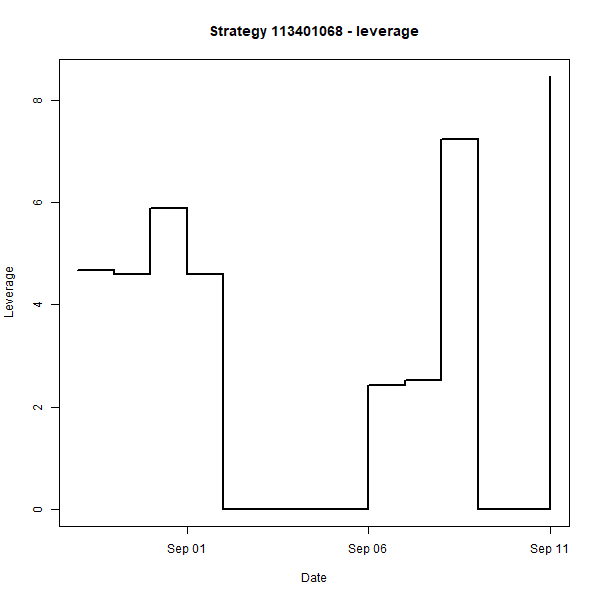 Strategy 113401068 - leverage
Leverage
8
6
4
2
0
Sep 01
Sep 06
Sep 11
Date